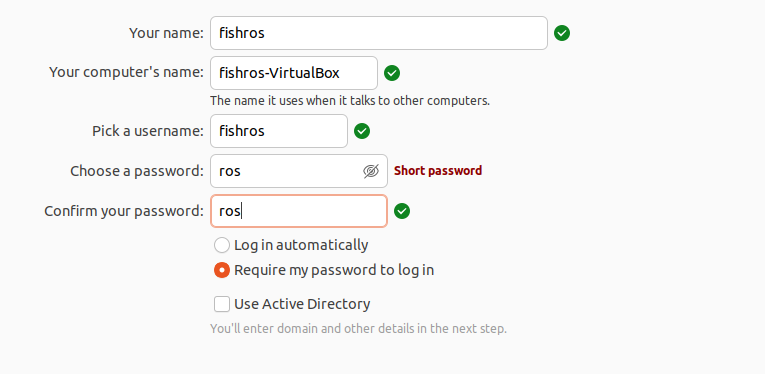 Your name: fishros
Your computer's name: fishros-VirtualBox
The name it uses when it talks to other computers.
Pick a username: fishros
Choose a password: ros Short password
Confirm your password: ros
Log in automatically
Require my password to log in
Use Active Directory
You'll enter domain and other details in the next step.